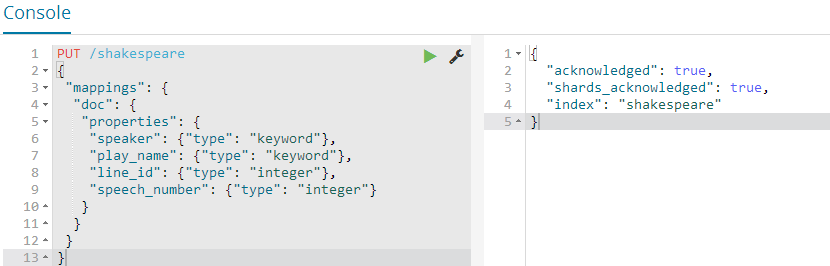 Console
1 PUT /shakespeare
2 {
3 "mappings": {
4 "doc": {
5 "properties": {
6 "speaker": {"type": "keyword"},
7 "play_name": {"type": "keyword"},
8 "line_id": {"type": "integer"},
9 "speech_number": {"type": "integer"}
10 }
11 }
12 }
13 }
1 {
2 "acknowledged": true,
3 "shards_acknowledged": true,
4 "index": "shakespeare"
5 }